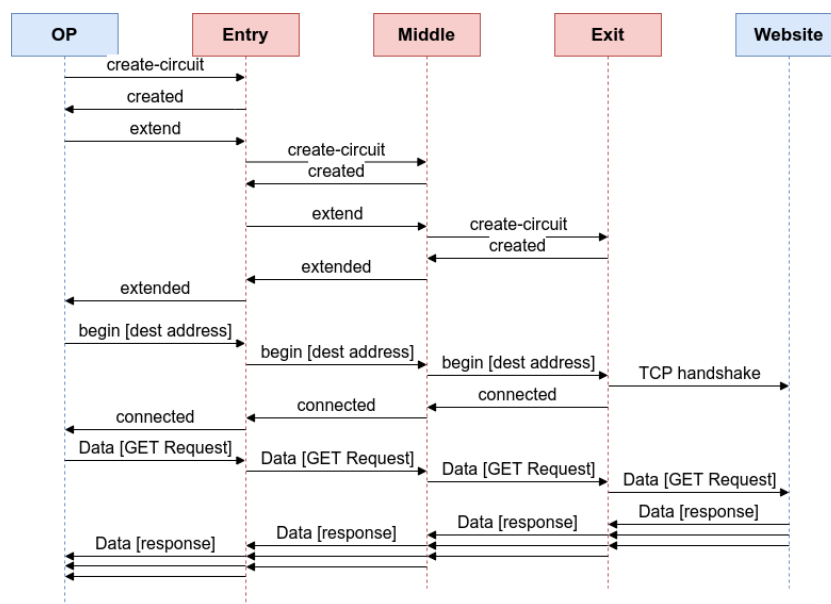 OP
Entry
Middle
Exit
Website
create-circuit
created
extend
create-circuit
created
extend
create-circuit
created
extended
extended
begin [dest address]
begin [dest address]
begin [dest address]
TCP handshake
connected
connected
connected
Data [GET Request]
Data [GET Request]
Data [GET Request]
Data [GET Request]
Data [response]
Data [response]
Data [response]
Data [response]